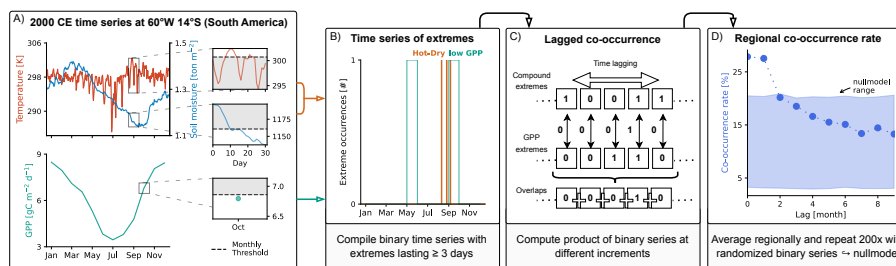 A)
2000 CE time series at 60°W 14°S (South America)
306
298
290
Temperature [K]
1.5
1.3
1.1
Soil moisture [ton m⁻²]
300
295
1175
1150
0 10 20 30
Day
9
6
3
GPP [gC m⁻² d⁻¹]
Jan Mar May Jul Sep Nov
7.0
6.5
Oct
Monthly
Threshold
B)
Time series of extremes
Hot-Dry low GPP
1
0
Extreme occurrences [#]
Jan Mar May Jul Sep Nov
Compile binary time series with
extremes lasting ≥ 3 days
C)
Lagged co-occurrence
Time lagging
Compound
extremes
1 0 0 1 1
0 0 0 1 0
GPP
extremes
0 0 1 1 0
Overlaps
0 0 0 1 0
Compute product of binary series at
different increments
D)
Regional co-occurrence rate
nullmodel
range
25
15
5
Co-occurrence rate [%]
0 2 4 6 8
Lag [month]
Average regionally and repeat 200x wi
randomized binary series ↪ nullmode